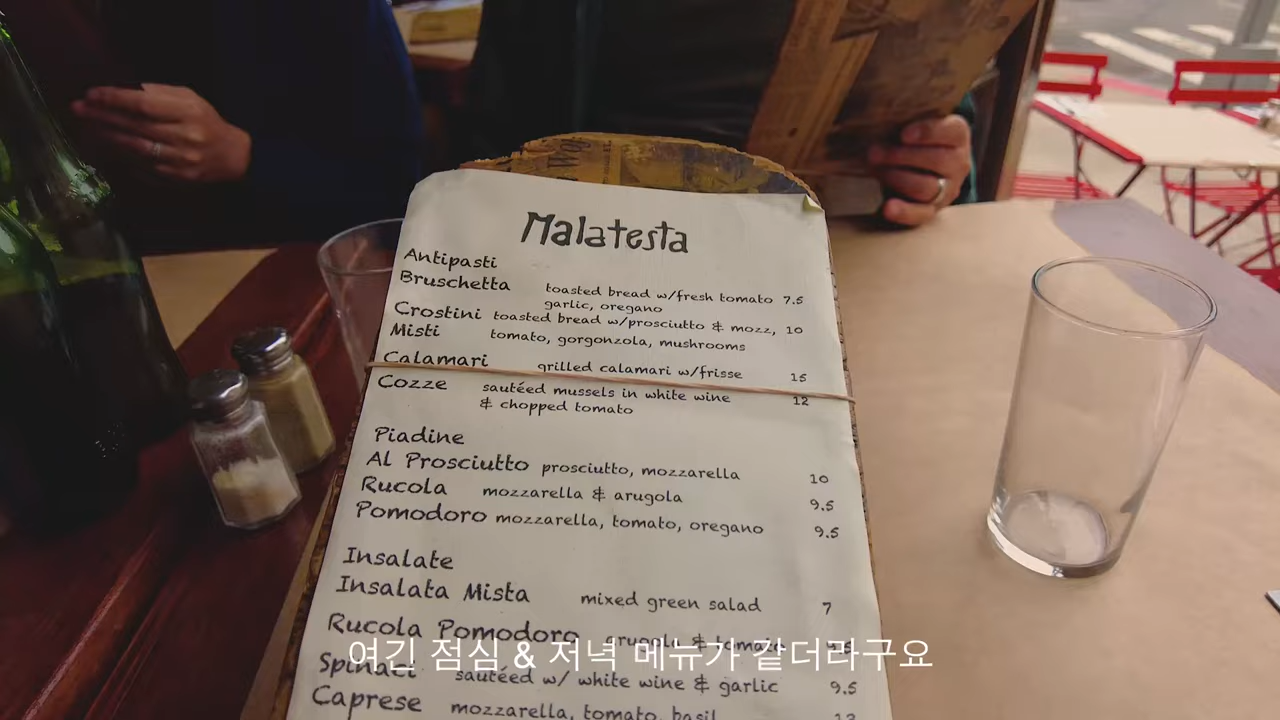 Malatesta
Antipasti
Bruschetta toasted bread w/fresh tomato 7.5
garlic, oregano
Crostini toasted bread w/prosciutto & mozz, 10
Misti tomato, gorgonzola, mushrooms
Calamari grilled calamari w/frisse 15
Cozze sautéed mussels in white wine 12
& chopped tomato
Piadine
Al Prosciutto prosciutto, mozzarella 10
Rucola mozzarella & arugola 9.5
Pomodoro mozzarella, tomato, oregano 9.5
Insalate
Insalata Mista mixed green salad 7
Rucola Pomodoro arugola & tomato
여긴 점심 & 저녁 메뉴가 같더라구요
Spinaci sautéed w/ white wine & garlic 9.5
Caprese mozzarella, tomato, basil